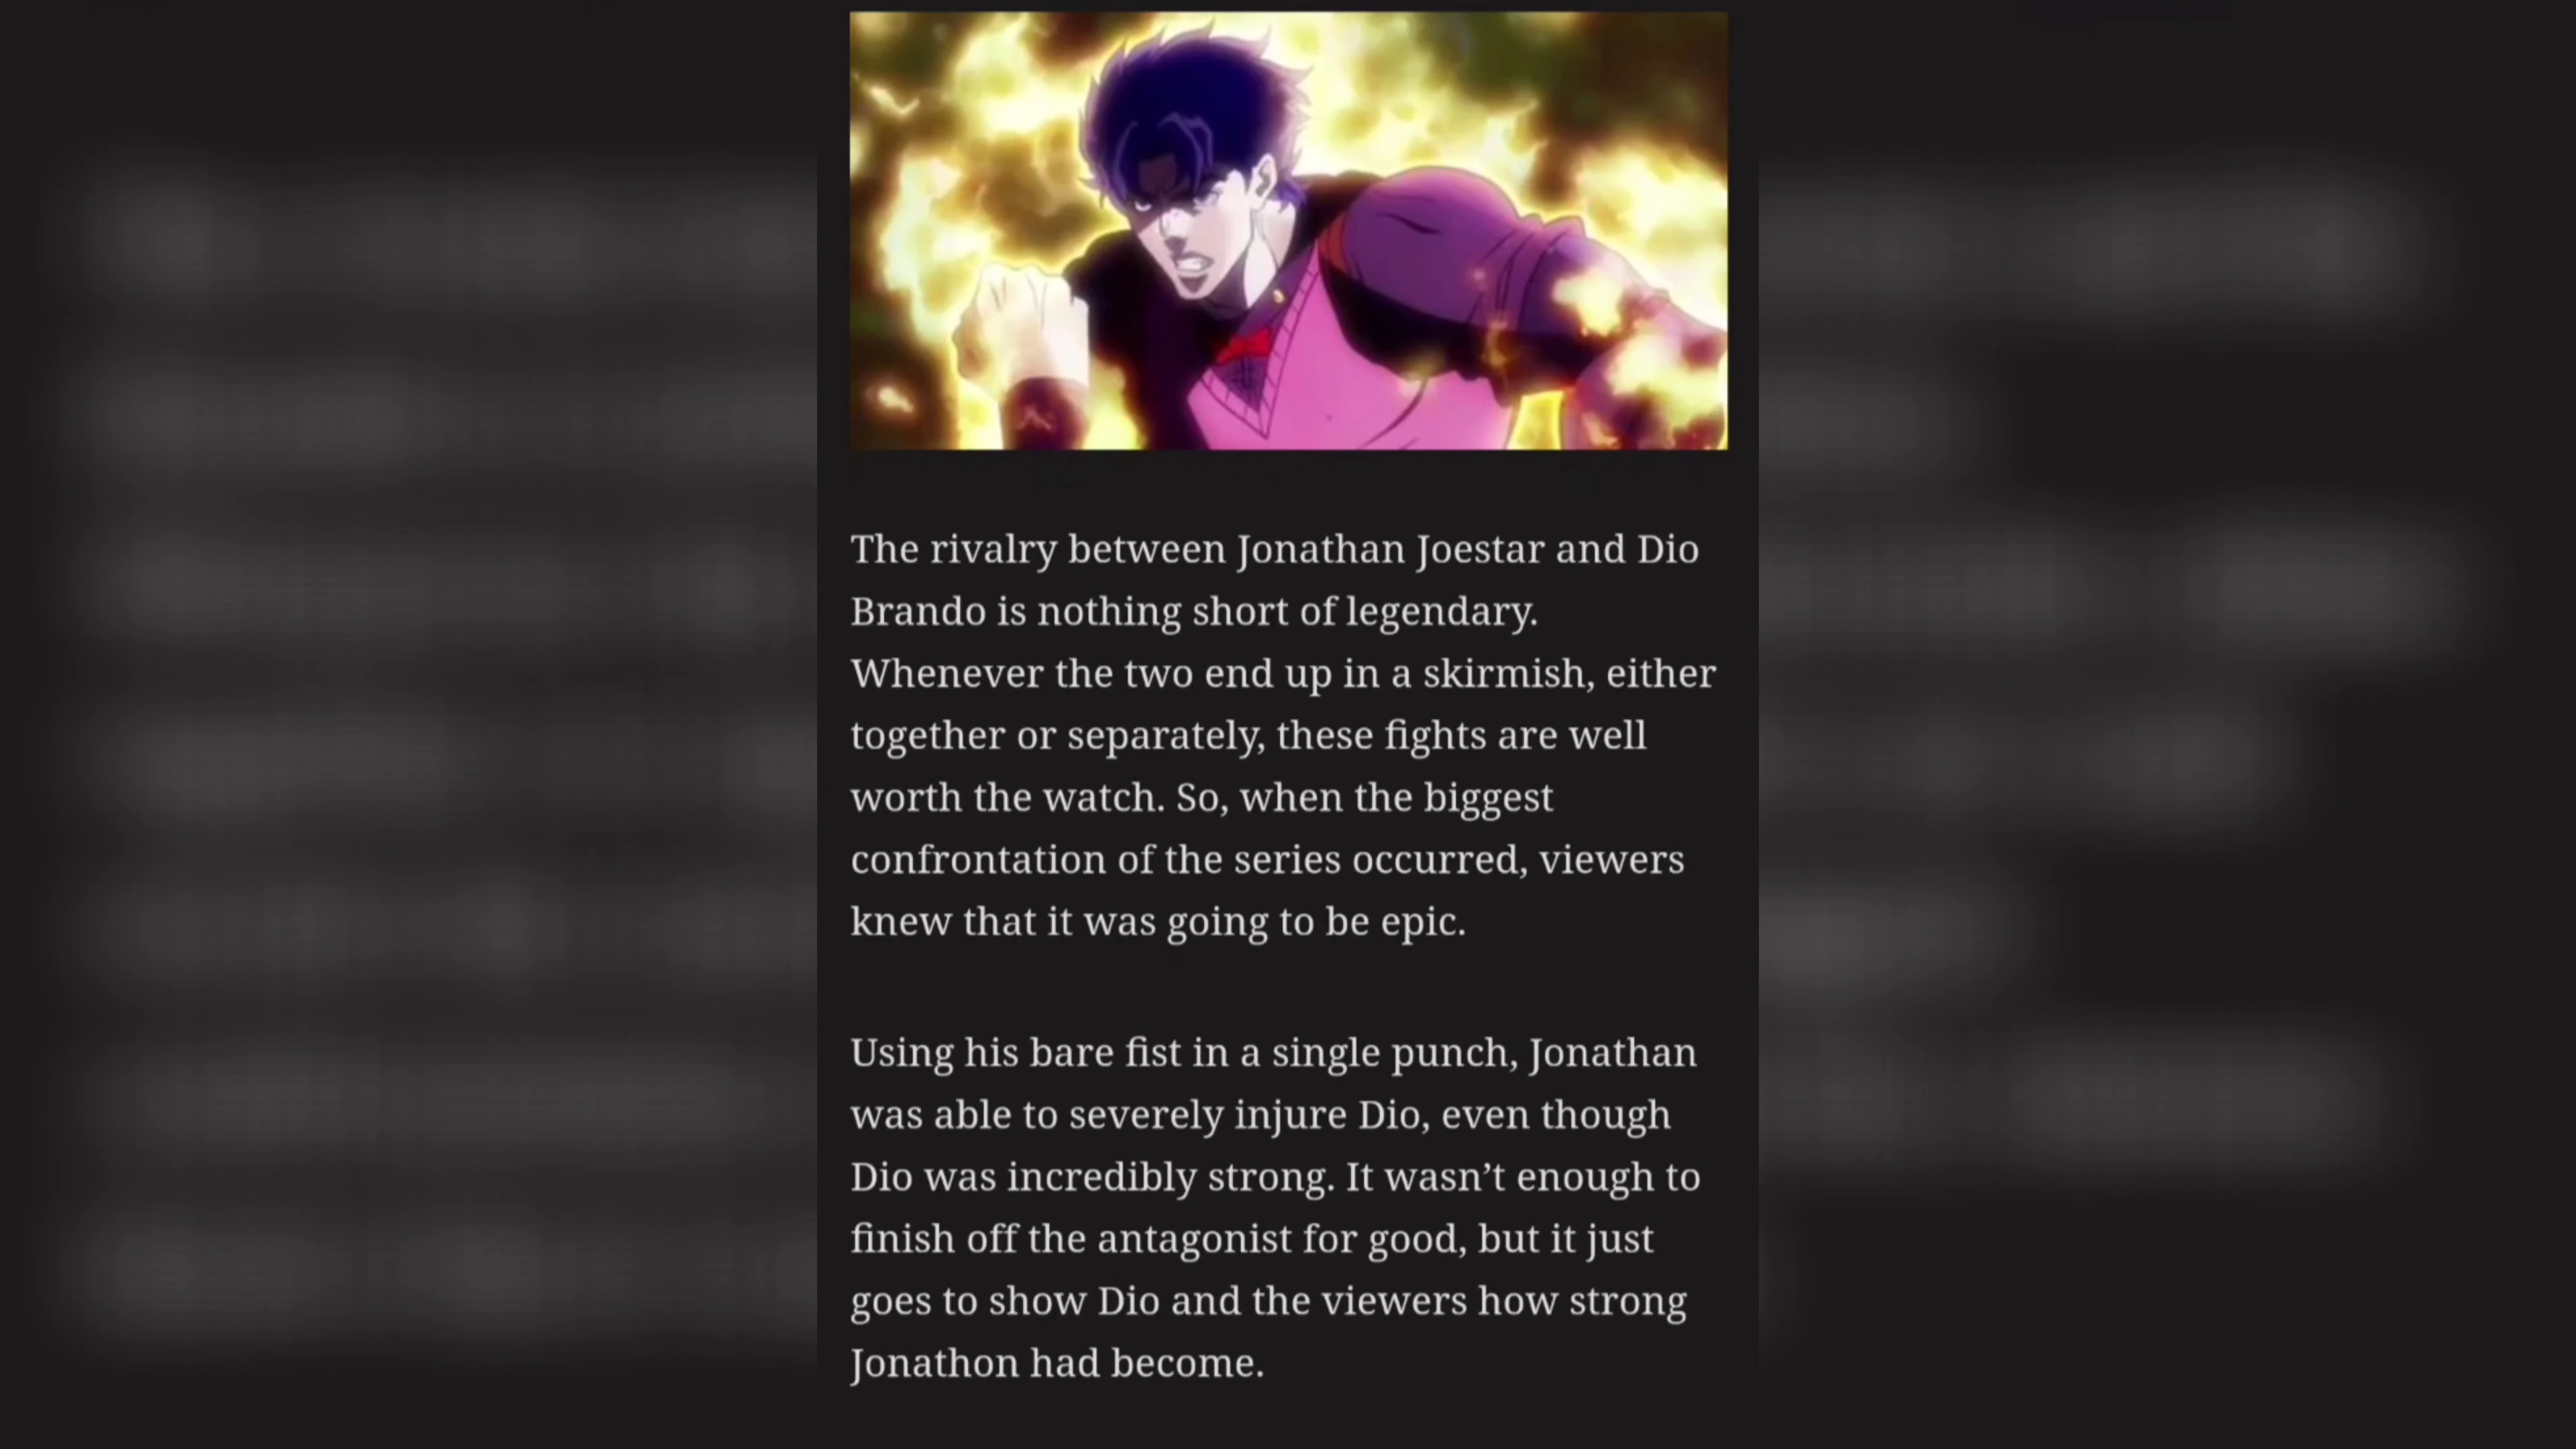 The rivalry between Jonathan Joestar and Dio
Brando is nothing short of legendary.
Whenever the two end up in a skirmish, either
together or separately, these fights are well
worth the watch. So, when the biggest
confrontation of the series occurred, viewers
knew that it was going to be epic.
Using his bare fist in a single punch, Jonathan
was able to severely injure Dio, even though
Dio was incredibly strong. It wasn’t enough to
finish off the antagonist for good, but it just
goes to show Dio and the viewers how strong
Jonathon had become.